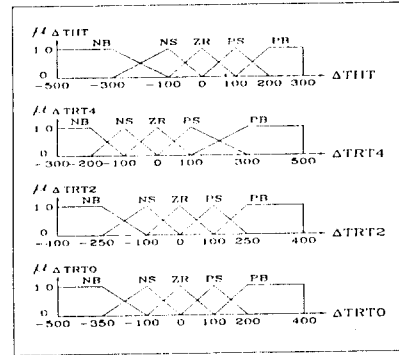 μ ΔTHT
NB NS ZR PS PB
1 0
0
-500 -300 -100 0 100 200 300 ΔTHT
μ ΔTRT4
NB NS ZR PS PB
1 0
0
-300 -200 -100 0 100 300 500 ΔTRT4
μ ΔTRT2
NB NS ZR PS PB
1 0
0
-400 -250 -100 0 100 250 400 ΔTRT2
μ ΔTRT0
NB NS ZR PS PB
1 0
0
-500 -350 -100 0 100 200 400 ΔTRT0